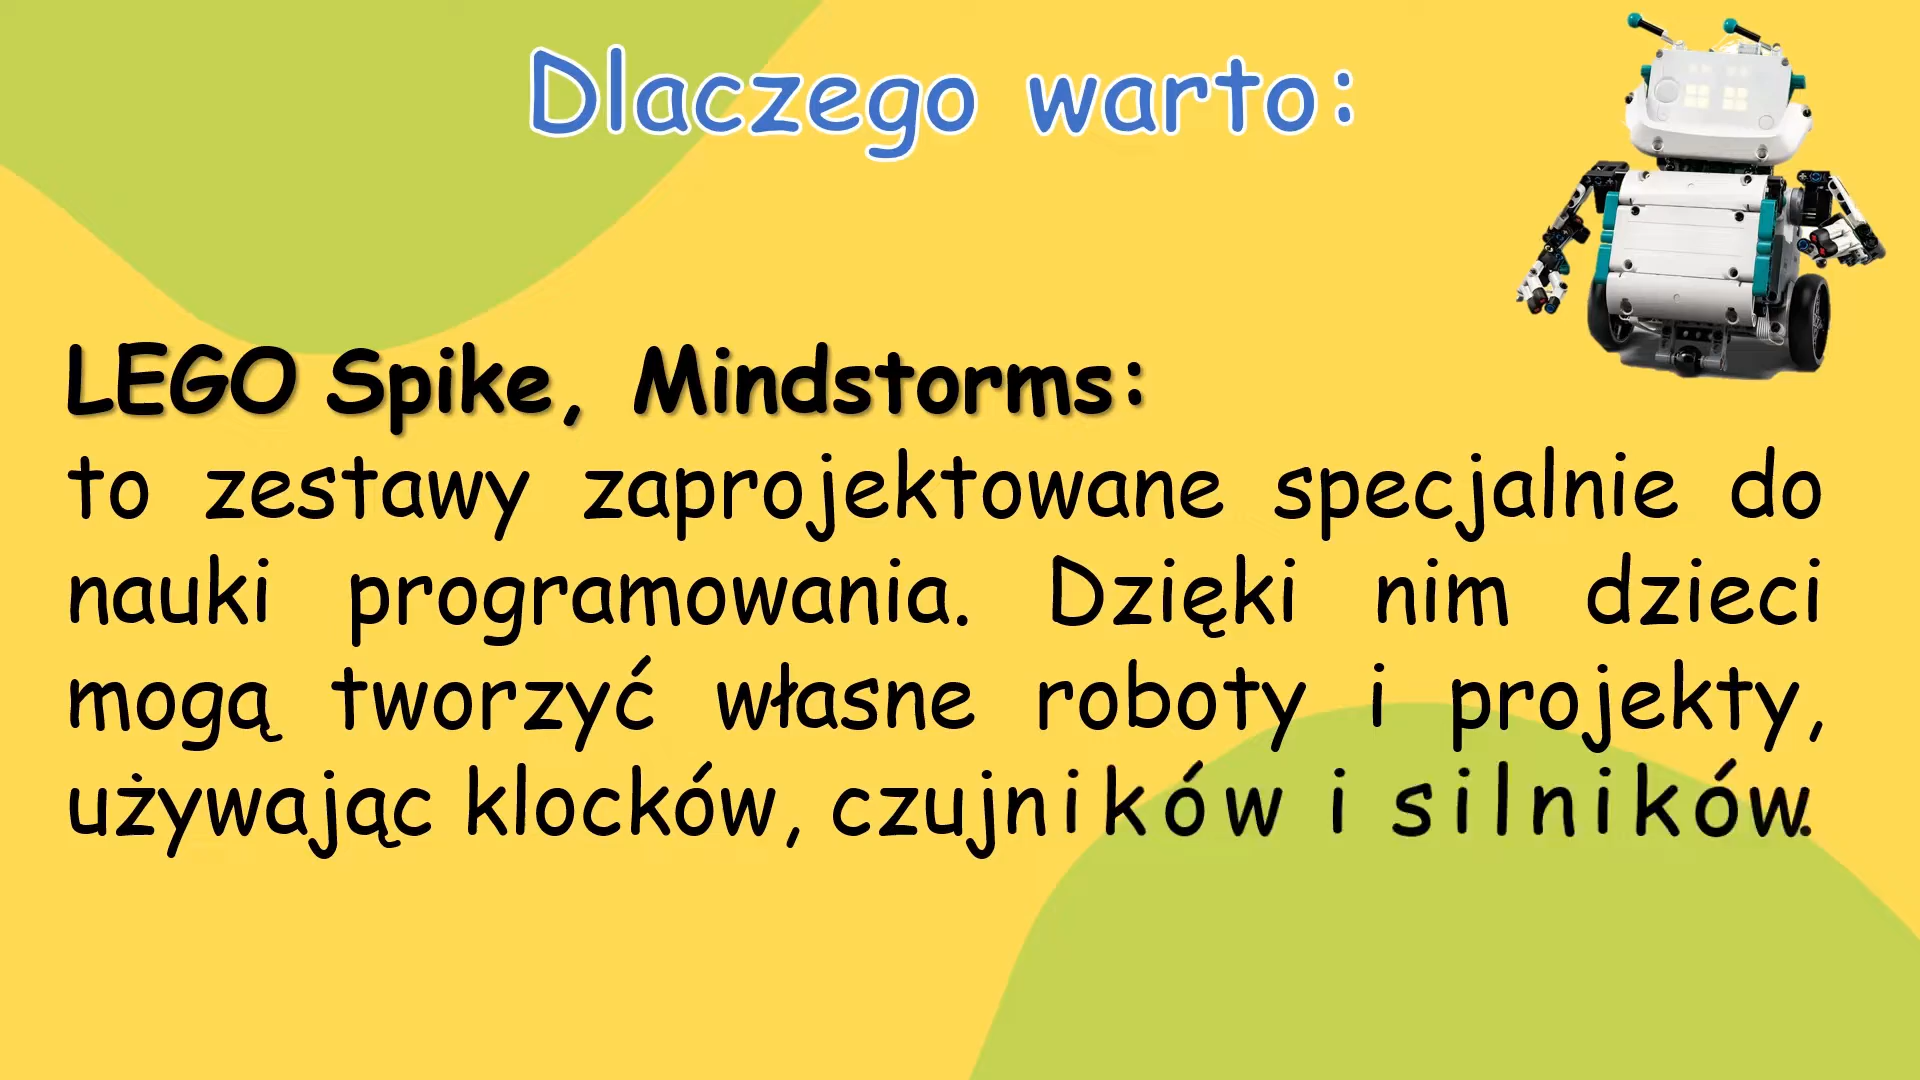 Dlaczego warto:
LEGO Spike, Mindstorms:
to zestawy zaprojektowane specjalnie do
nauki programowania. Dzięki nim dzieci
mogą tworzyć własne roboty i projekty,
używając klocków, czujników i silników.